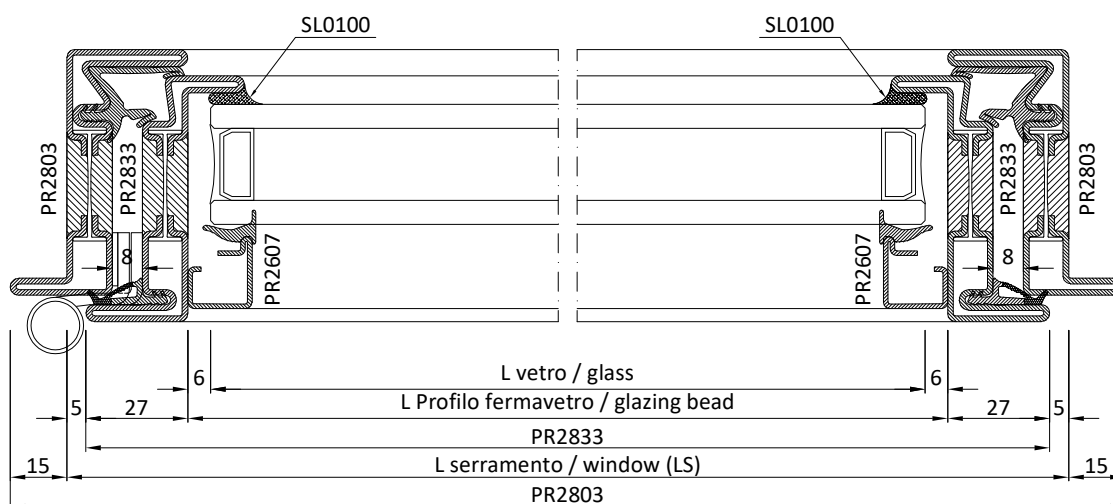 SL0100
SL0100
PR2803
PR2833
PR2833
PR2803
8
PR2607
PR2607
8
6
L vetro / glass
6
5
27
L Profilo fermavetro / glazing bead
27
5
PR2833
15
L serramento / window (LS)
15
PR2803